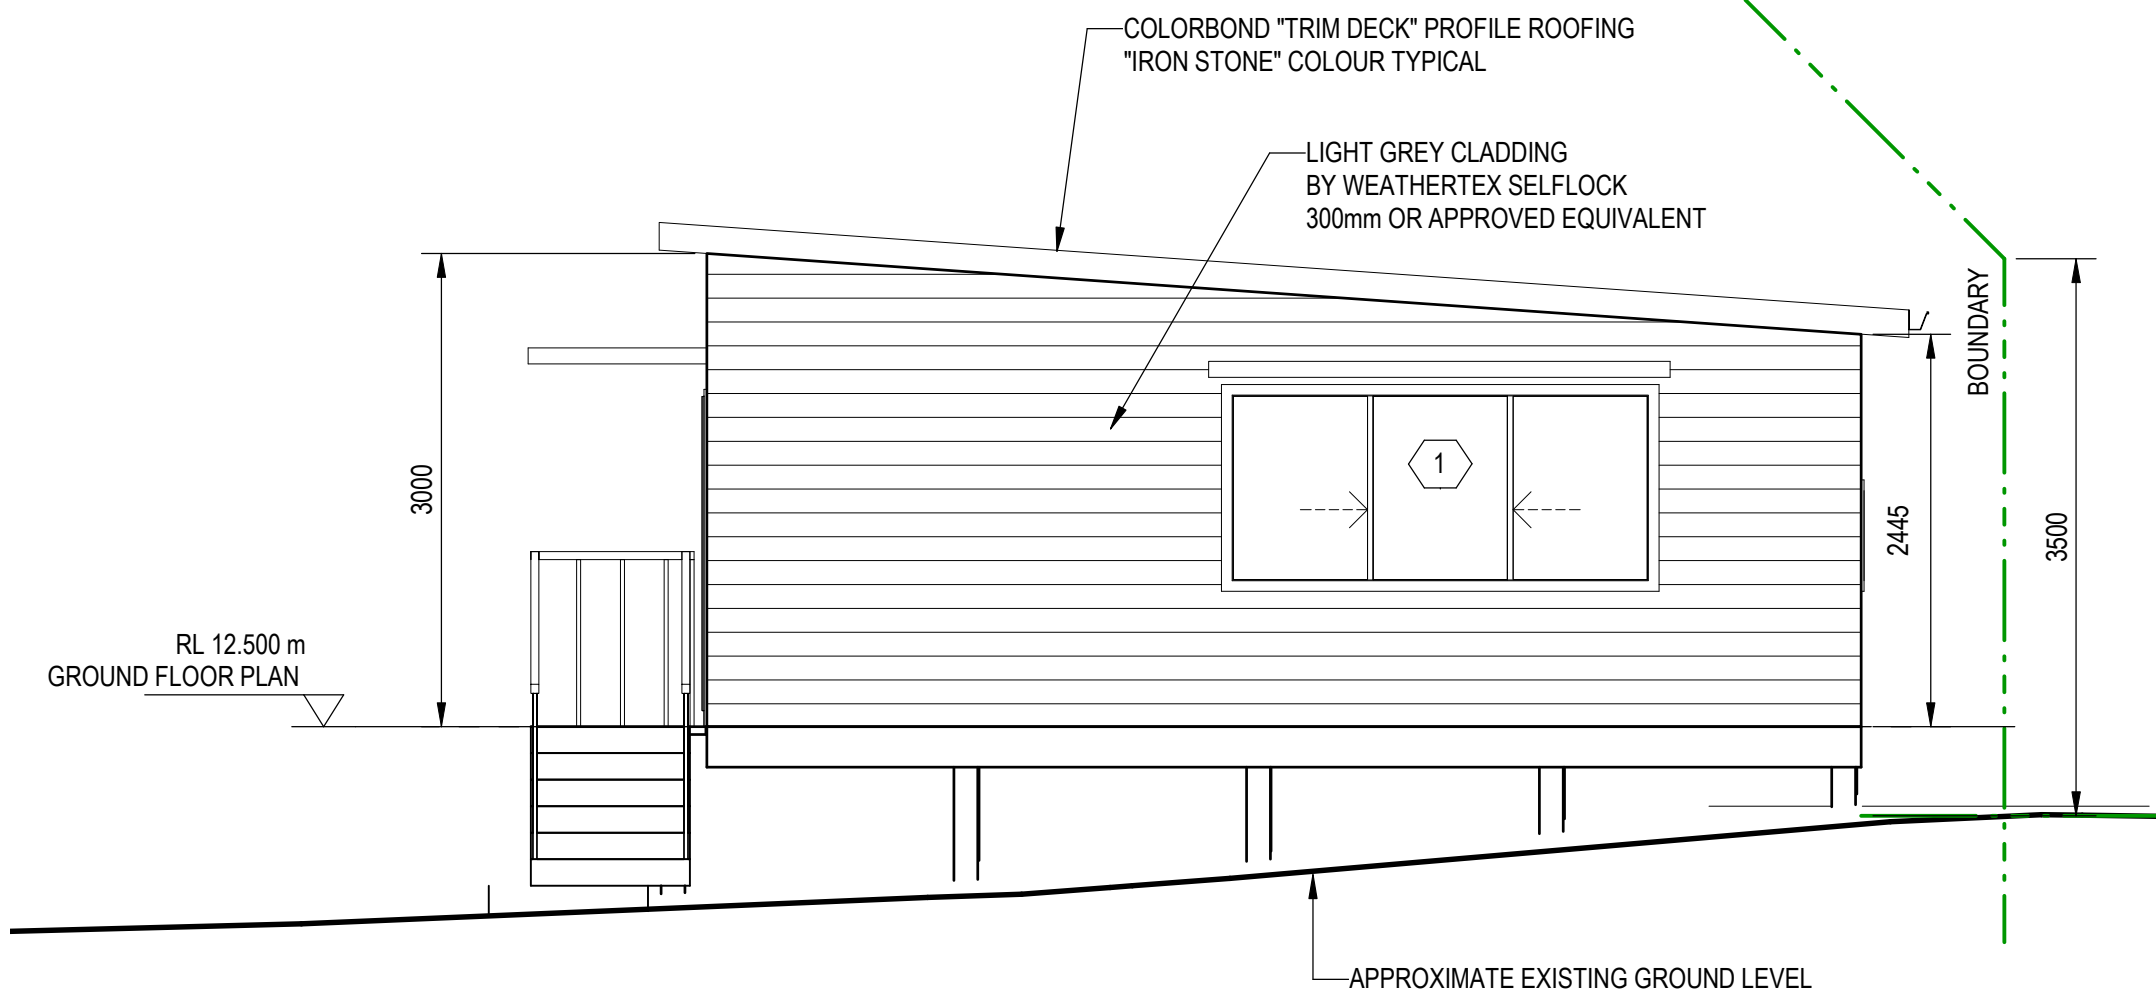 COLORBOND "TRIM DECK" PROFILE ROOFING
"IRON STONE" COLOUR TYPICAL
LIGHT GREY CLADDING
BY WEATHERTEX SELFLOCK
300mm OR APPROVED EQUIVALENT
BOUNDARY
3000
1
2445
3500
RL 12.500 m
GROUND FLOOR PLAN
APPROXIMATE EXISTING GROUND LEVEL